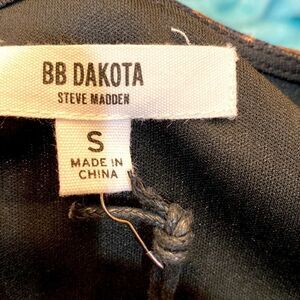 BB DAKOTA
STEVE MADDEN
S
MADE IN
CHINA